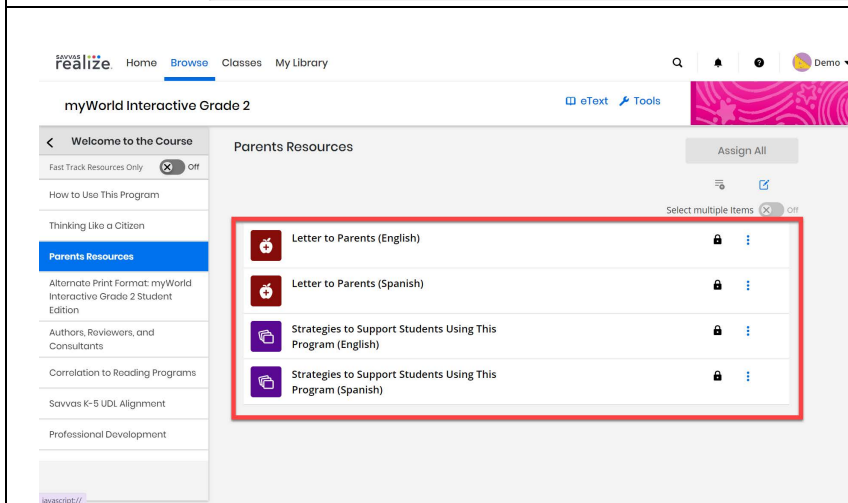 SAVVAS
realize. Home Browse Classes My Library Demo
myWorld Interactive Grade 2 eText Tools
Welcome to the Course
Fast Track Resources Only Off
How to Use This Program
Thinking Like a Citizen
Parents Resources
Alternate Print Format: myWorld
Interactive Grade 2 Student
Edition
Authors, Reviewers, and
Consultants
Correlation to Reading Programs
Savvas K-5 UDL Alignment
Professional Development
Parents Resources
Assign All
Select multiple Items Off
Letter to Parents (English)
Letter to Parents (Spanish)
Strategies to Support Students Using This
Program (English)
Strategies to Support Students Using This
Program (Spanish)
javascript://